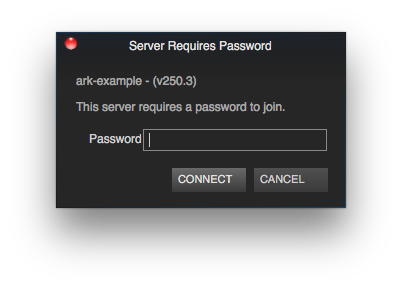 Server Requires Password
ark-example - (v250.3)
This server requires a password to join.
Password
CONNECT CANCEL